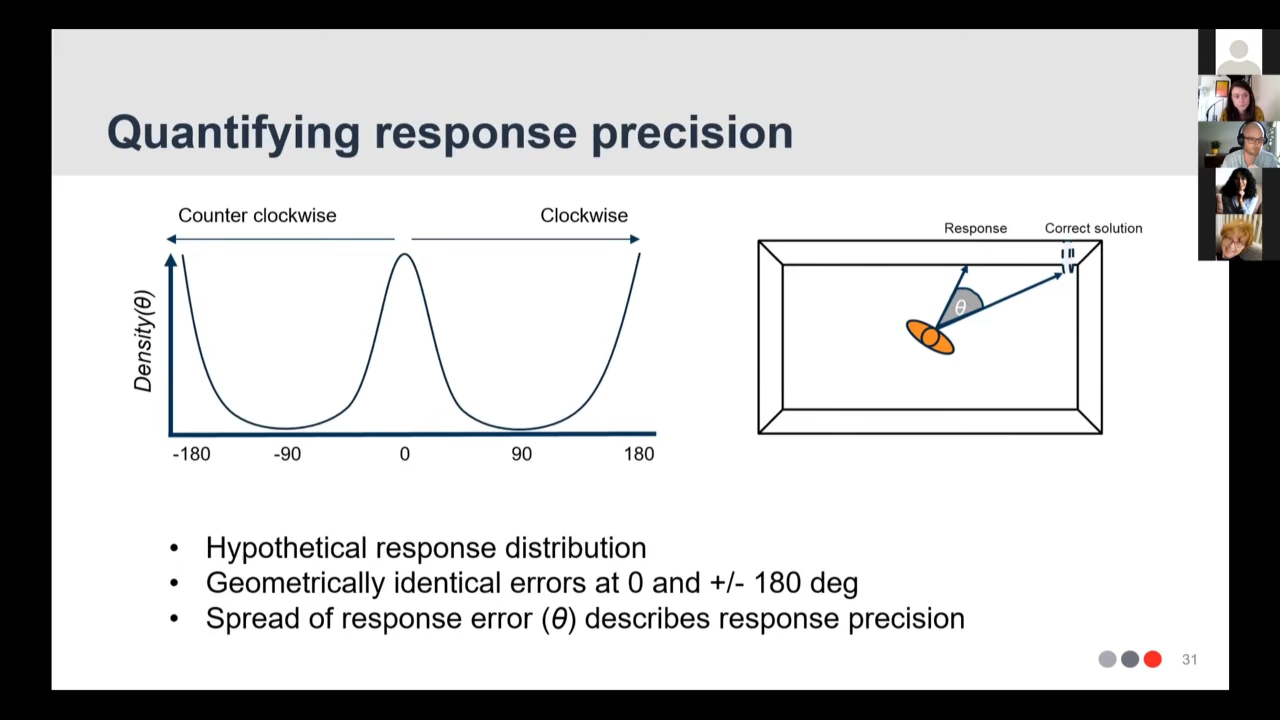 Quantifying response precision
Counter clockwise
Clockwise
Density(θ)
-180 -90 0 90 180
Response
Correct solution
θ
• Hypothetical response distribution
• Geometrically identical errors at 0 and +/- 180 deg
• Spread of response error (θ) describes response precision
31